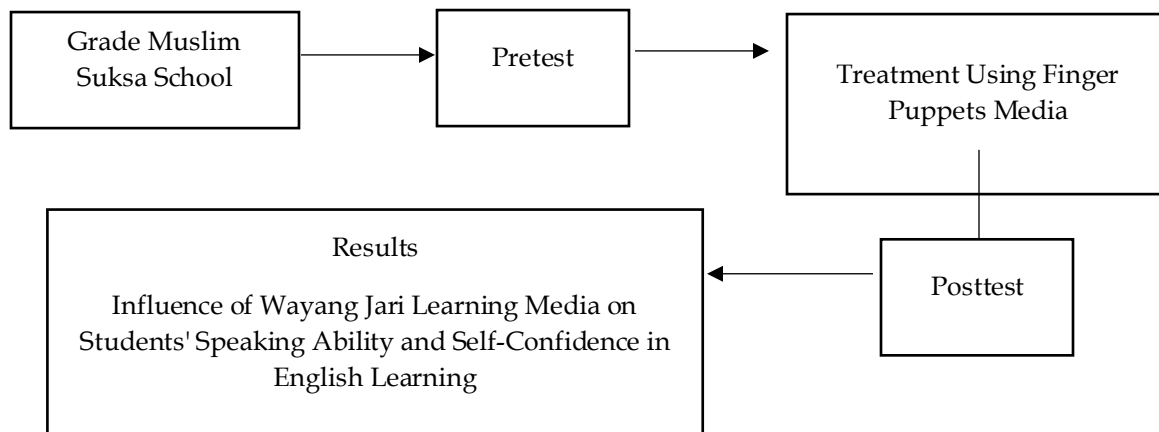 Grade Muslim
Suksa School
Pretest
Treatment Using Finger
Puppets Media
Posttest
Results
Influence of Wayang Jari Learning Media on
Students' Speaking Ability and Self-Confidence in
English Learning